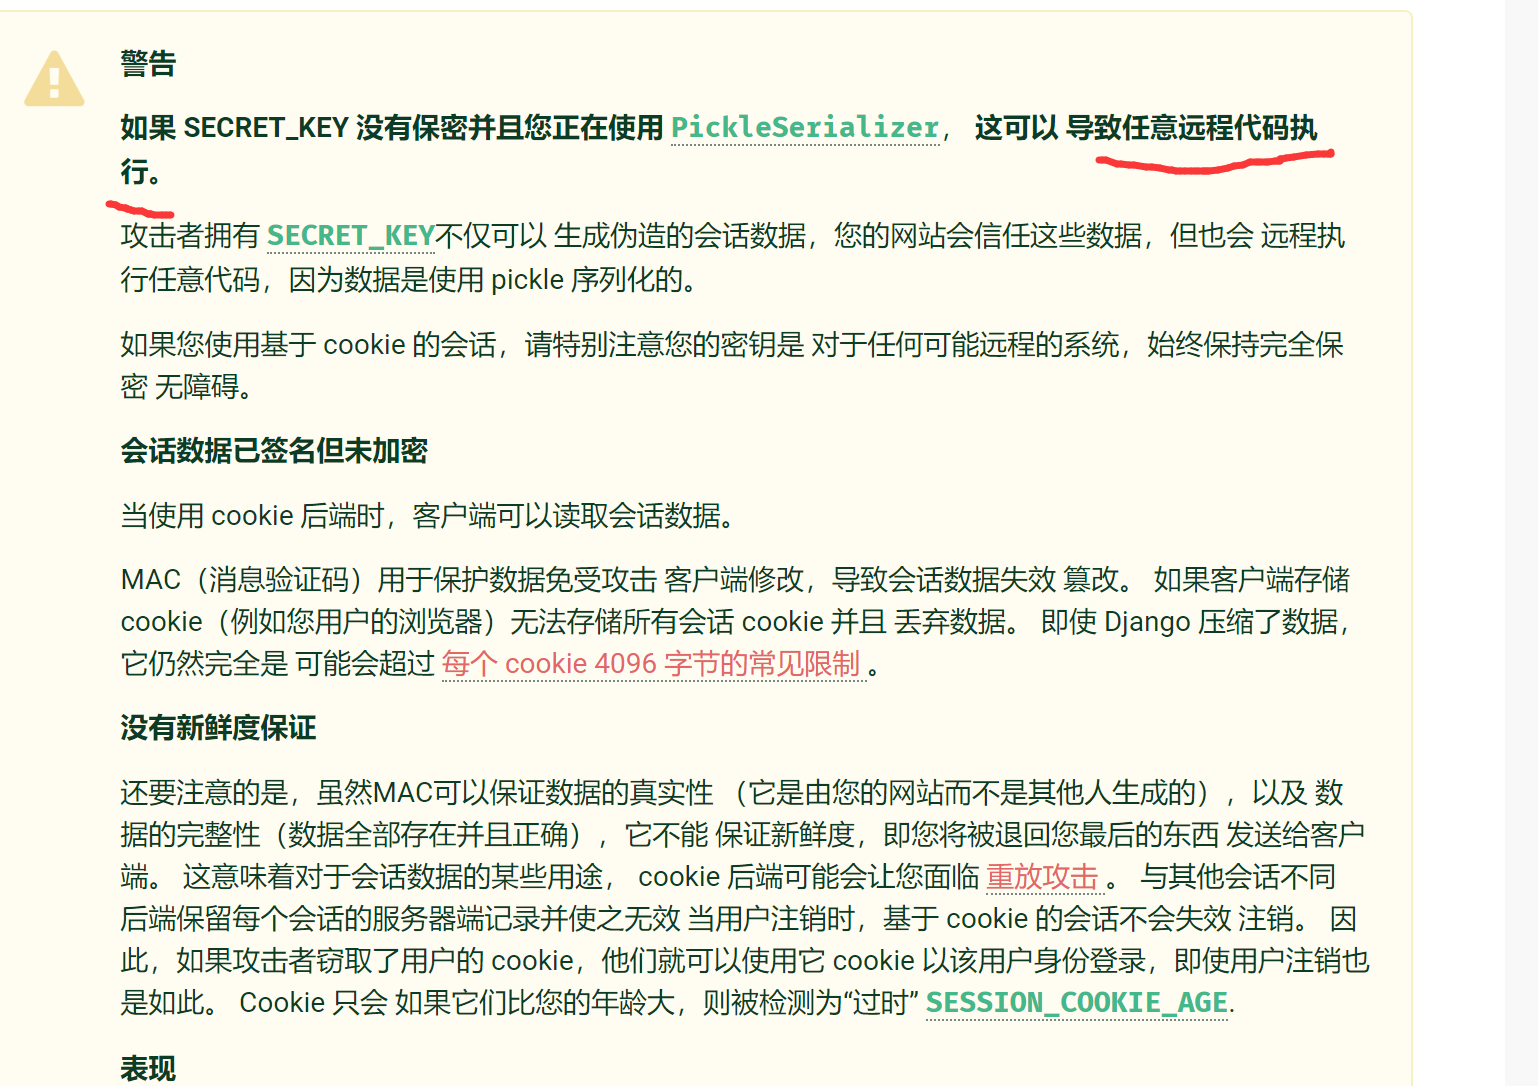 警告
如果 SECRET_KEY 没有保密并且您正在使用 PickleSerializer， 这可以 导致任意远程代码执
行。
攻击者拥有 SECRET_KEY不仅可以 生成伪造的会话数据，您的网站会信任这些数据，但也会 远程执
行任意代码，因为数据是使用 pickle 序列化的。
如果您使用基于 cookie 的会话，请特别注意您的密钥是 对于任何可能远程的系统，始终保持完全保
密 无障碍。
会话数据已签名但未加密
当使用 cookie 后端时，客户端可以读取会话数据。
MAC（消息验证码）用于保护数据免受攻击 客户端修改，导致会话数据失效 篡改。 如果客户端存储
cookie（例如您用户的浏览器）无法存储所有会话 cookie 并且 丢弃数据。 即使 Django 压缩了数据，
它仍然完全是 可能会超过 每个 cookie 4096 字节的常见限制 。
没有新鲜度保证
还要注意的是，虽然MAC可以保证数据的真实性 （它是由您的网站而不是其他人生成的），以及 数
据的完整性（数据全部存在并且正确），它不能 保证新鲜度，即您将被退回您最后的东西 发送给客户
端。 这意味着对于会话数据的某些用途， cookie 后端可能会让您面临 重放攻击 。 与其他会话不同
后端保留每个会话的服务器端记录并使之无效 当用户注销时，基于 cookie 的会话不会失效 注销。 因
此，如果攻击者窃取了用户的 cookie，他们就可以使用它 cookie 以该用户身份登录，即使用户注销也
是如此。 Cookie 只会 如果它们比您的年龄大，则被检测为“过时” SESSION_COOKIE_AGE.
表现